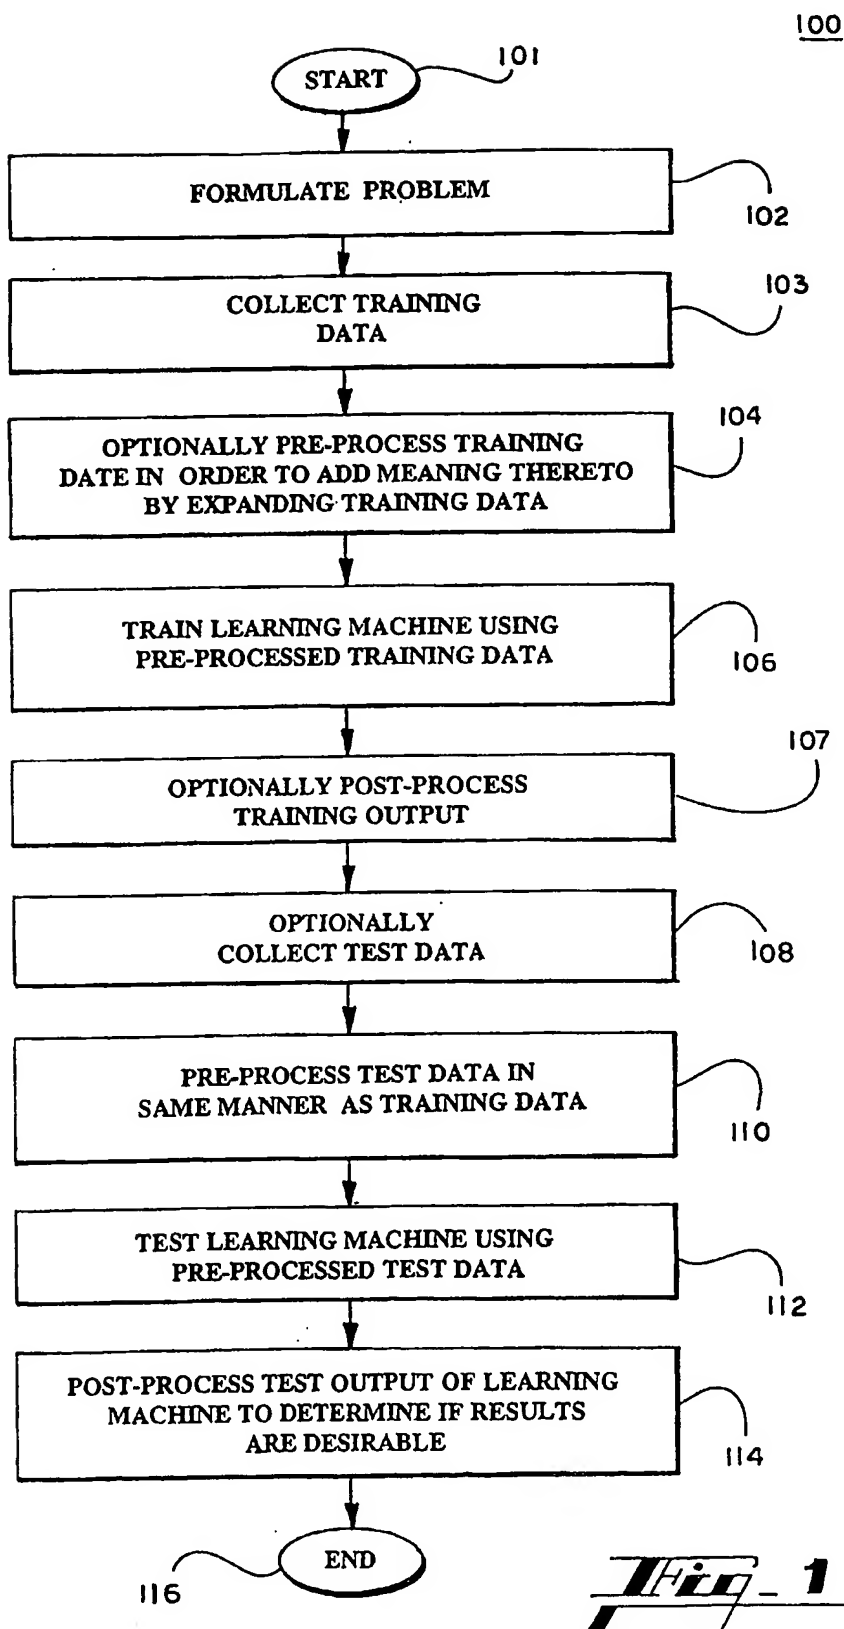 100
START
101
FORMULATE PROBLEM
102
COLLECT TRAINING
DATA
103
OPTIONALLY PRE-PROCESS TRAINING
DATE IN ORDER TO ADD MEANING THERETO
BY EXPANDING TRAINING DATA
104
TRAIN LEARNING MACHINE USING
PRE-PROCESSED TRAINING DATA
106
OPTIONALLY POST-PROCESS
TRAINING OUTPUT
107
OPTIONALLY
COLLECT TEST DATA
108
PRE-PROCESS TEST DATA IN
SAME MANNER AS TRAINING DATA
110
TEST LEARNING MACHINE USING
PRE-PROCESSED TEST DATA
112
POST-PROCESS TEST OUTPUT OF LEARNING
MACHINE TO DETERMINE IF RESULTS
ARE DESIRABLE
114
END
116
Fig_1